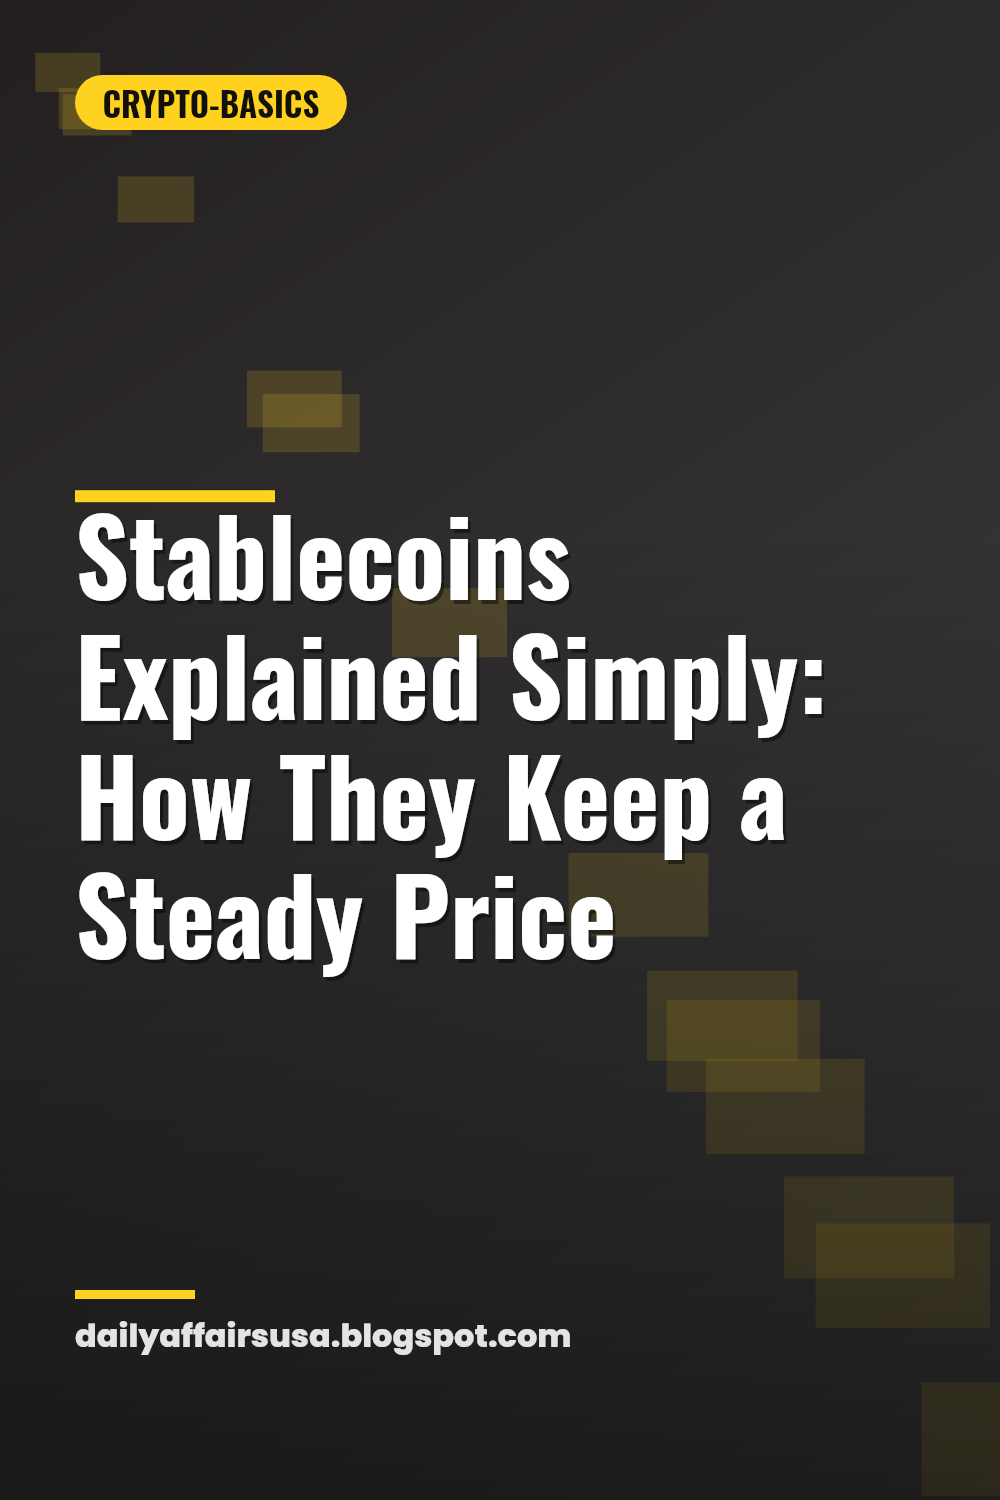 CRYPTO-BASICS
Stablecoins
Explained Simply:
How They Keep a
Steady Price
dailyaffairsusa.blogspot.com